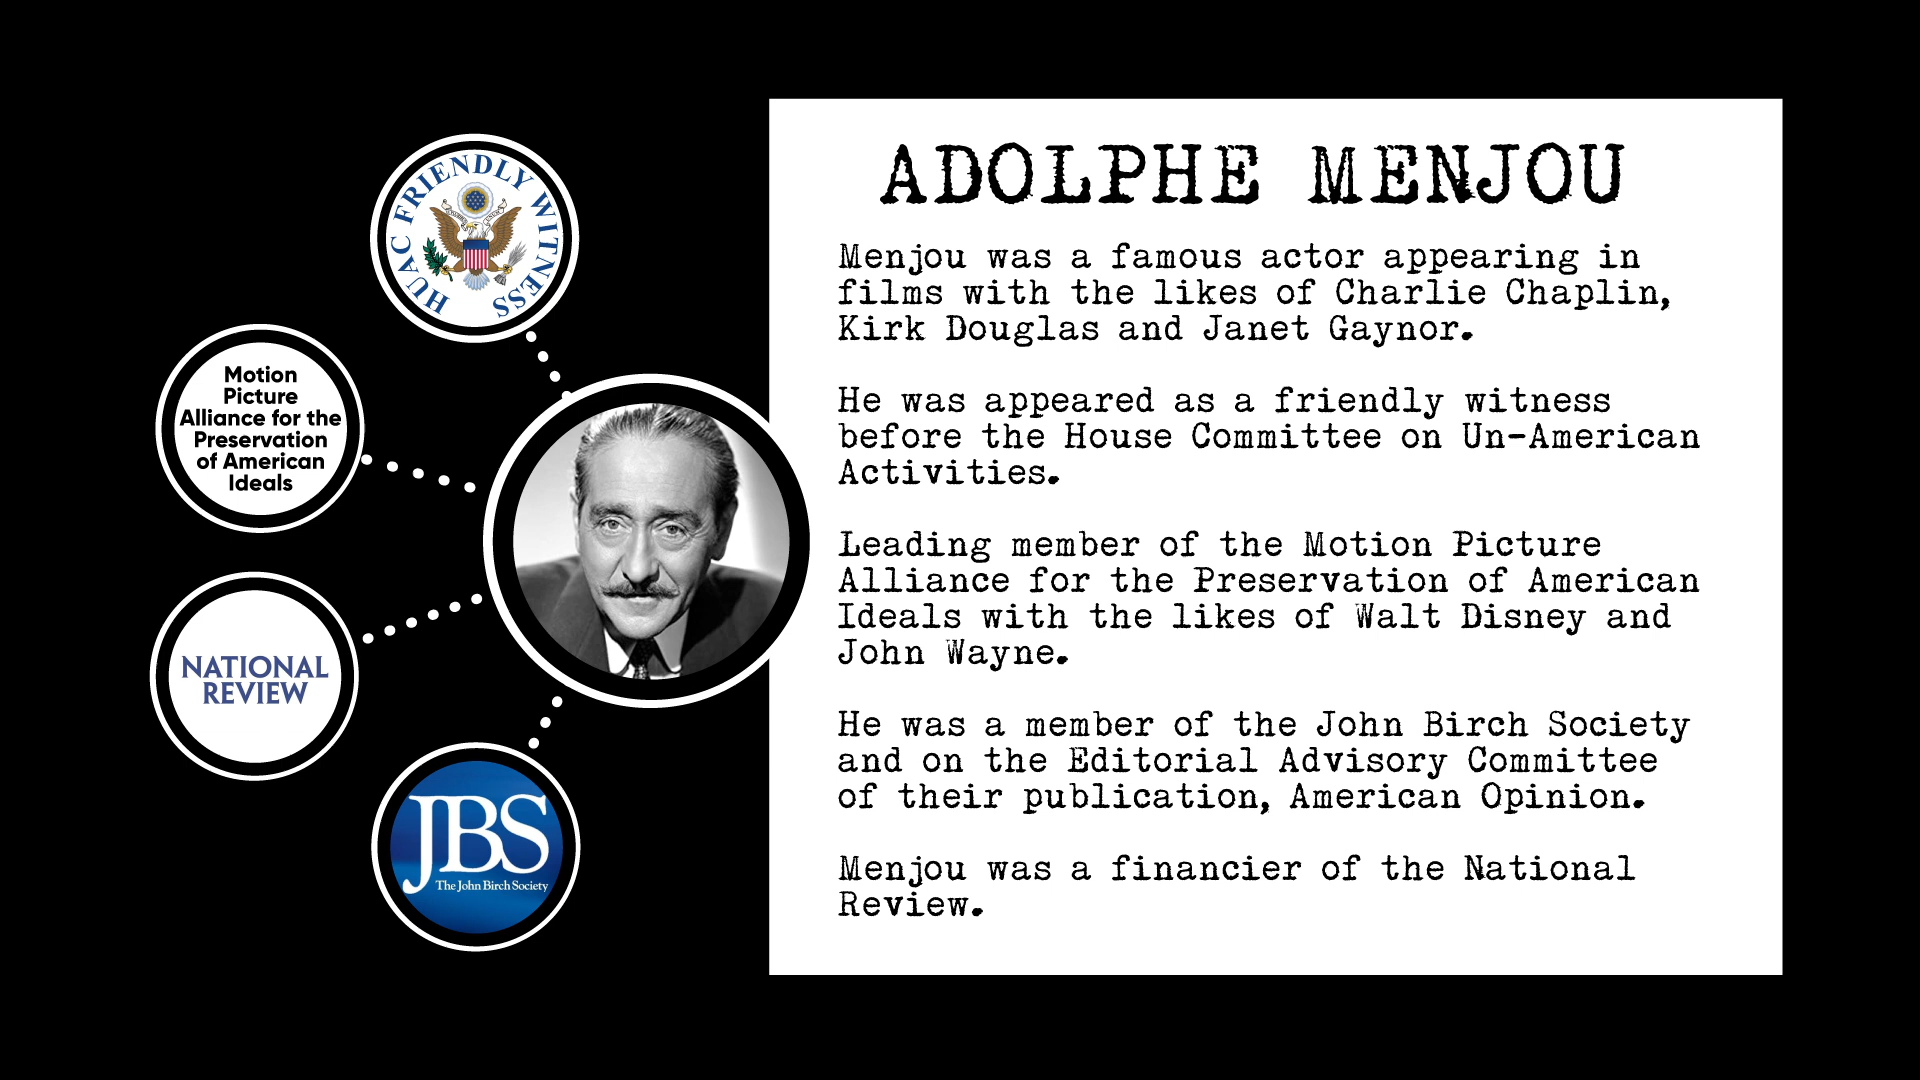 HUAC FRIENDLY WITNESS
Motion
Picture
Alliance for the
Preservation
of American
Ideals
NATIONAL
REVIEW
JBS
The John Birch Society
ADOLPHE MENJOU
Menjou was a famous actor appearing in
films with the likes of Charlie Chaplin,
Kirk Douglas and Janet Gaynor.
He was appeared as a friendly witness
before the House Committee on Un-American
Activities.
Leading member of the Motion Picture
Alliance for the Preservation of American
Ideals with the likes of Walt Disney and
John Wayne.
He was a member of the John Birch Society
and on the Editorial Advisory Committee
of their publication, American Opinion.
Menjou was a financier of the National
Review.